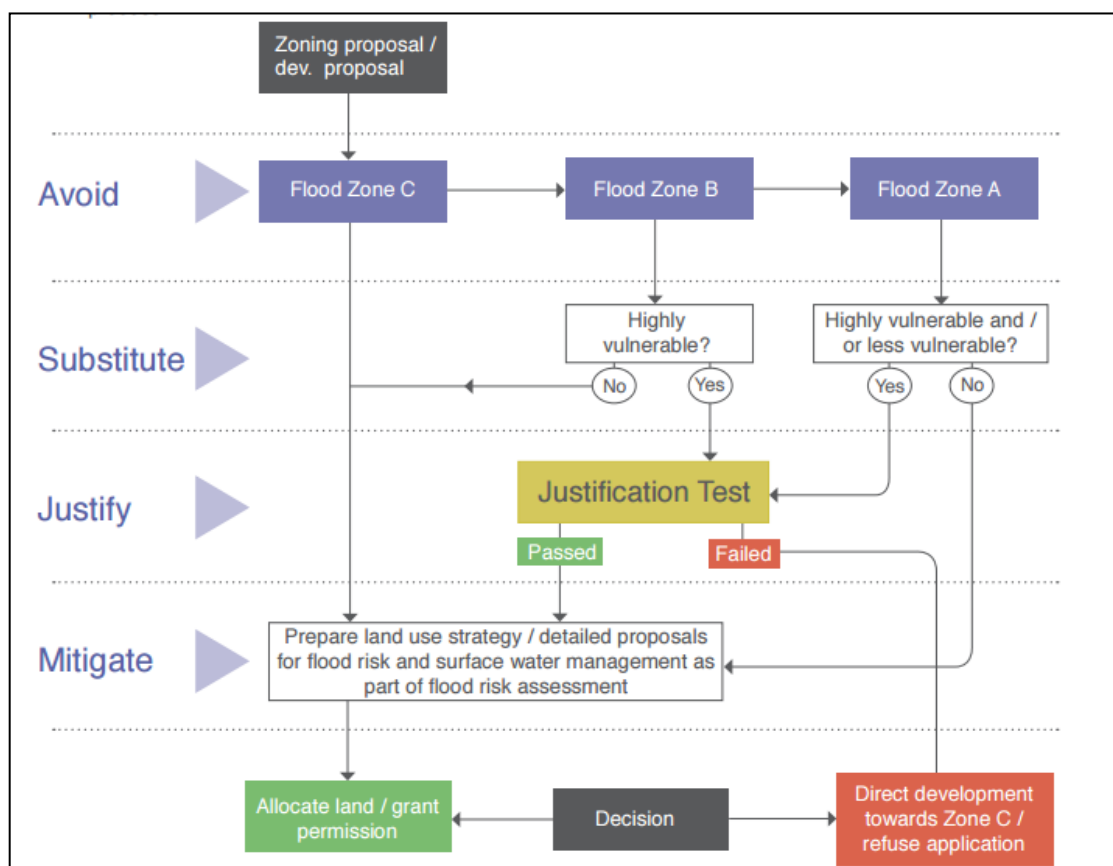 Zoning proposal /
dev. proposal
Avoid
Flood Zone C
Flood Zone B
Flood Zone A
Substitute
Highly
vulnerable?
Highly vulnerable and /
or less vulnerable?
No
Yes
Yes
No
Justify
Justification Test
Passed
Failed
Mitigate
Prepare land use strategy / detailed proposals
for flood risk and surface water management as
part of flood risk assessment
Allocate land / grant
permission
Decision
Direct development
towards Zone C /
refuse application